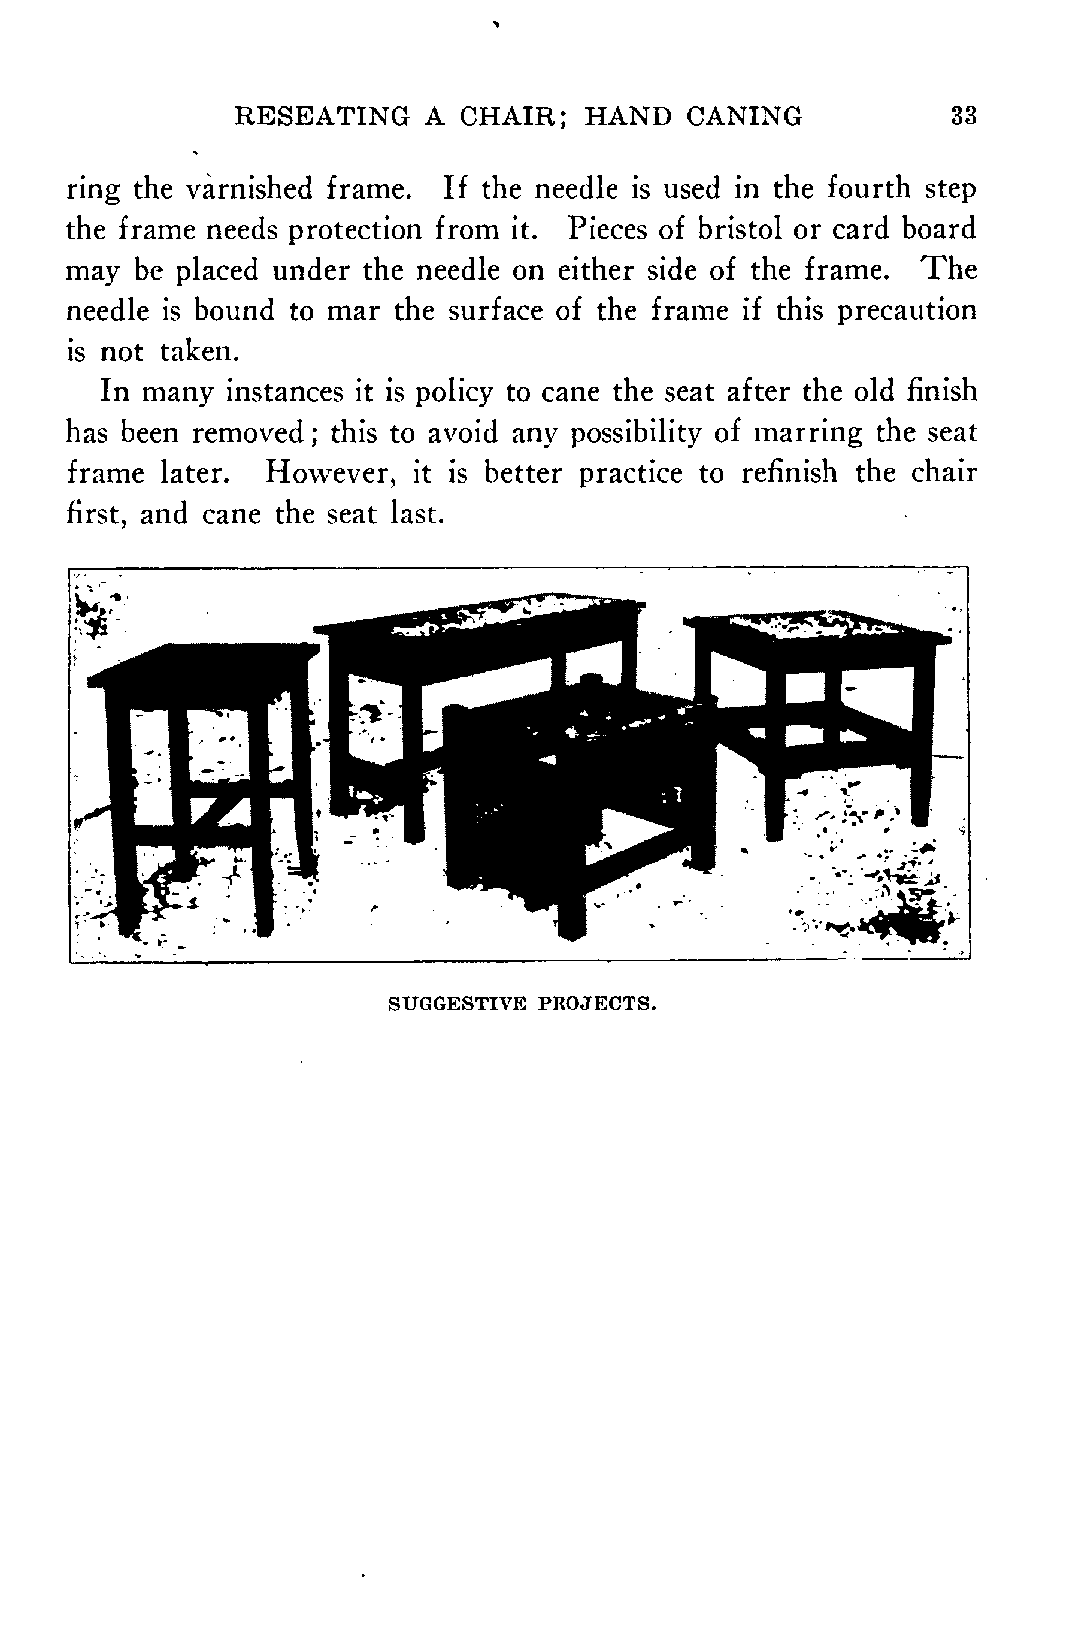 RESEATING A CHAIR; HAND CANING 33
ring the varnished frame. If the needle is used in the fourth step
the frame needs protection from it. Pieces of bristol or card board
may be placed under the needle on either side of the frame. The
needle is bound to mar the surface of the frame if this precaution
is not taken.
In many instances it is policy to cane the seat after the old finish
has been removed; this to avoid any possibility of marring the seat
frame later. However, it is better practice to refinish the chair
first, and cane the seat last.
SUGGESTIVE PROJECTS.